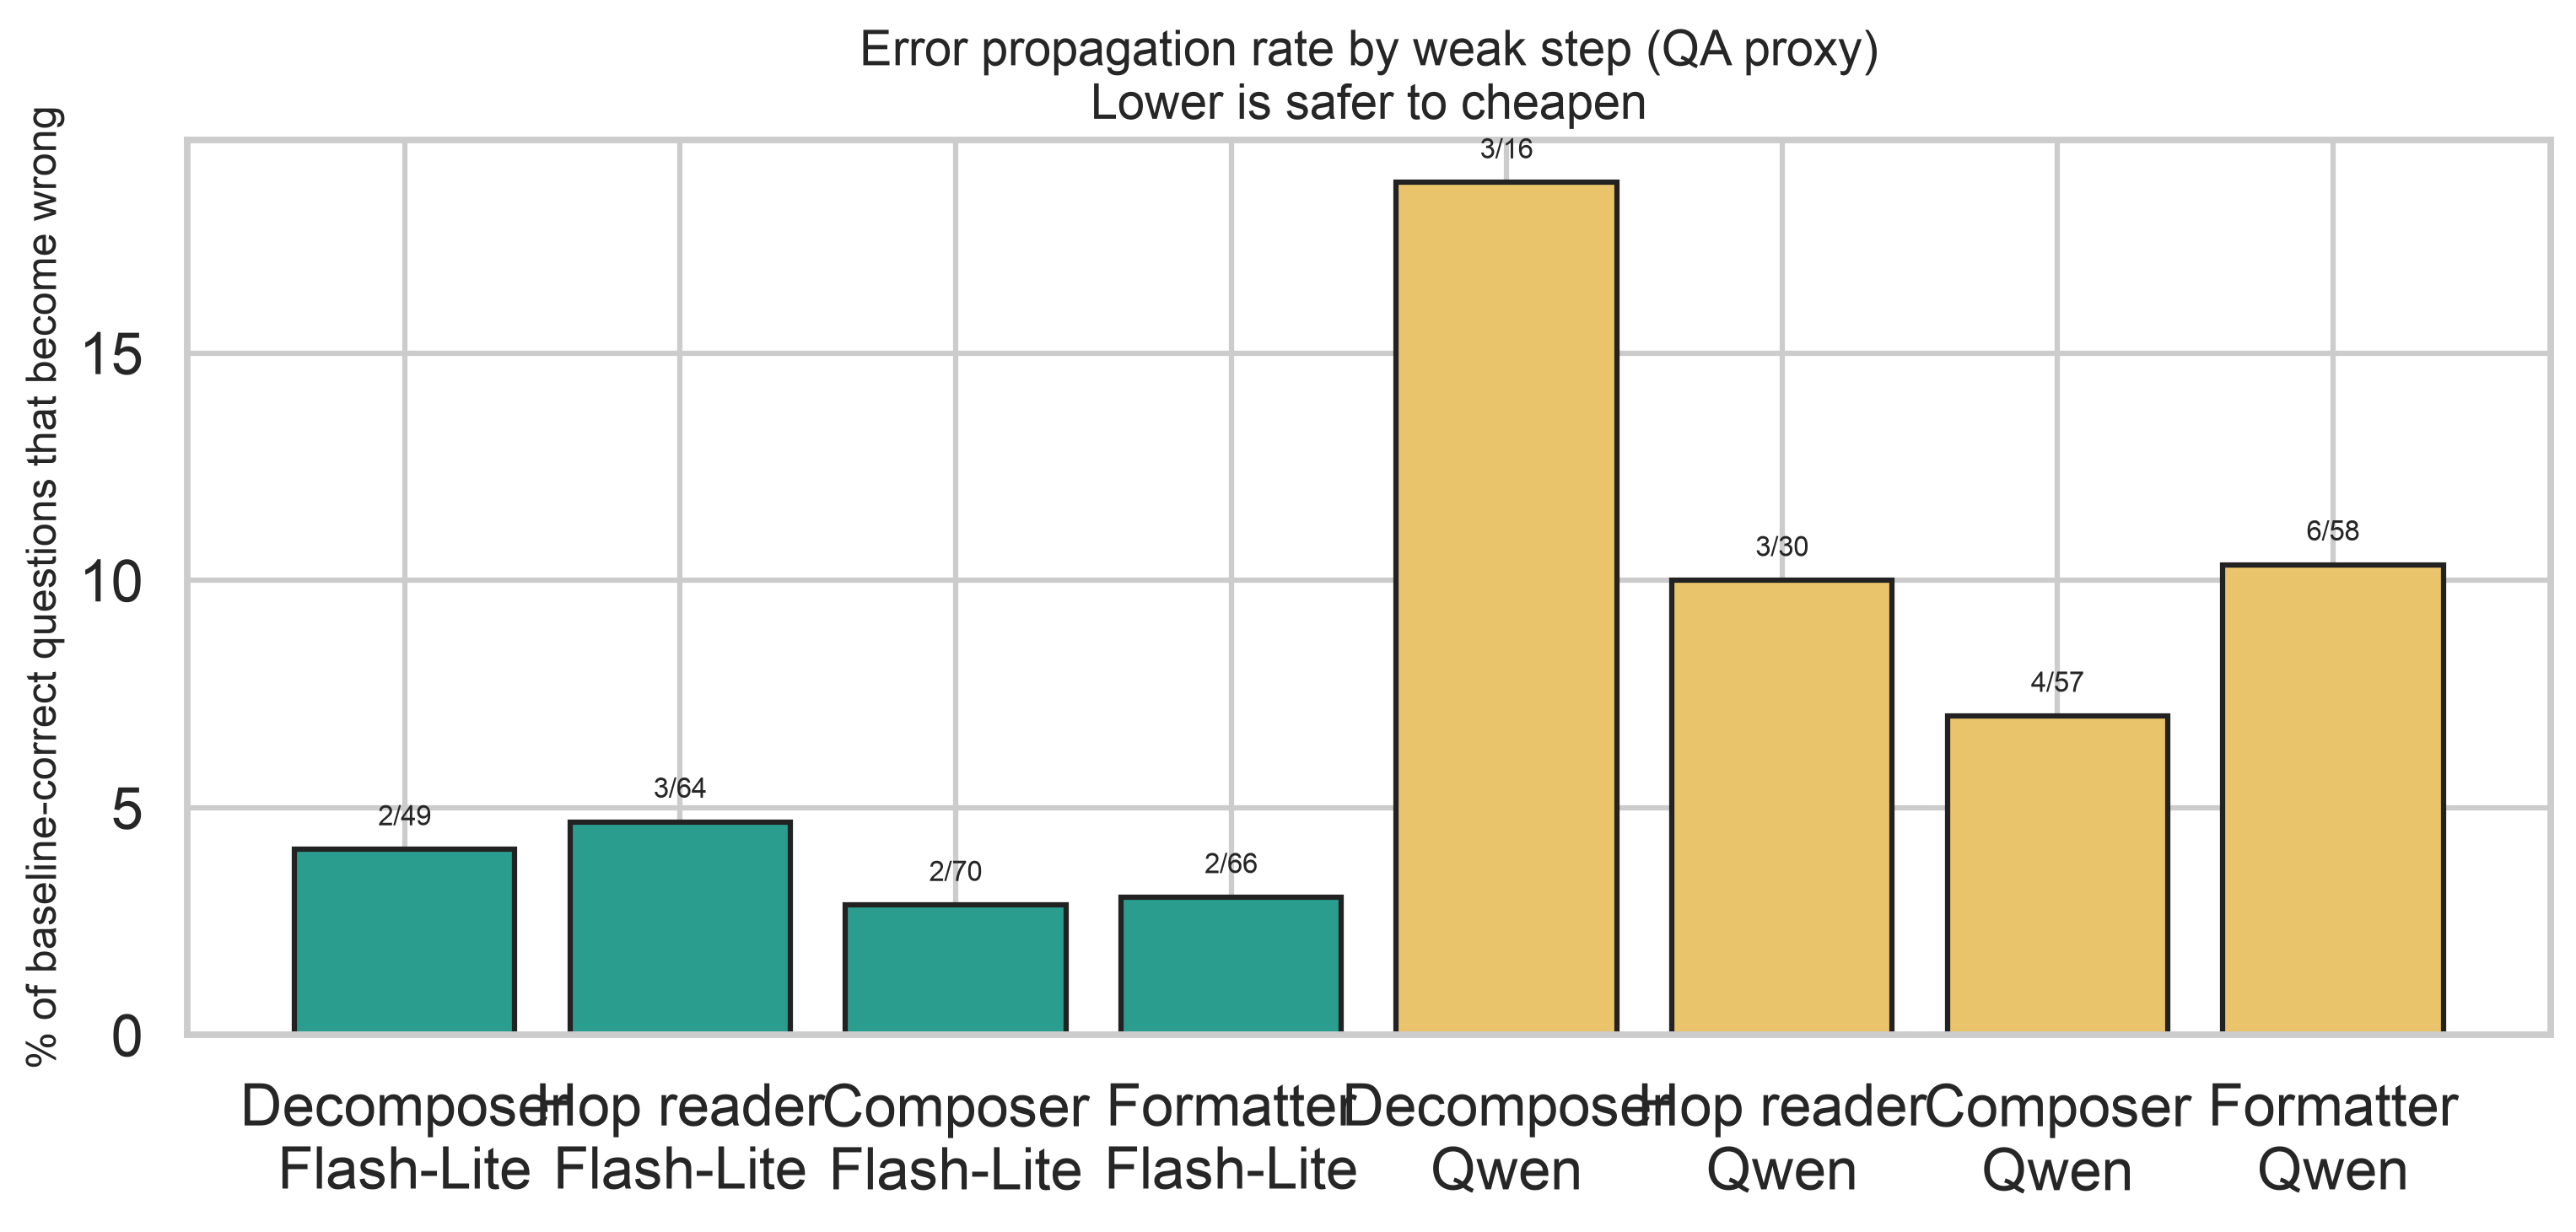 Error propagation rate by weak step (QA proxy)
Lower is safer to cheapen
% of baseline-correct questions that become wrong
15
10
5
0
2/49
3/64
2/70
2/66
3/16
3/30
4/57
6/58
Decomposer
Flash-Lite
Hop reader
Flash-Lite
Composer
Flash-Lite
Formatter
Flash-Lite
Decomposer
Qwen
Hop reader
Qwen
Composer
Qwen
Formatter
Qwen